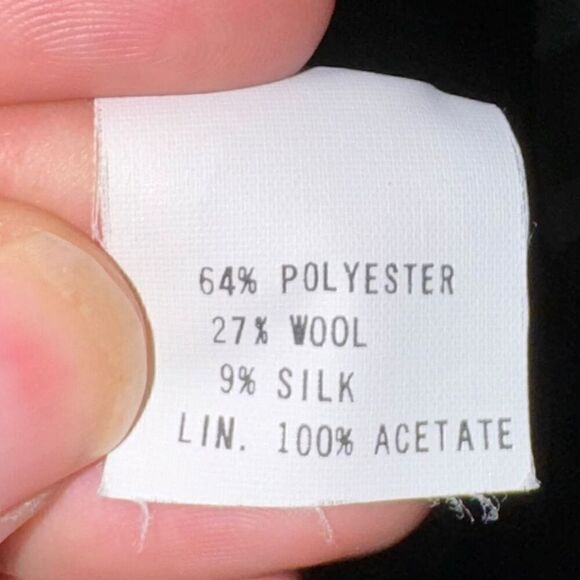 64% POLYESTER
27% WOOL
9% SILK
LIN. 100% ACETATE